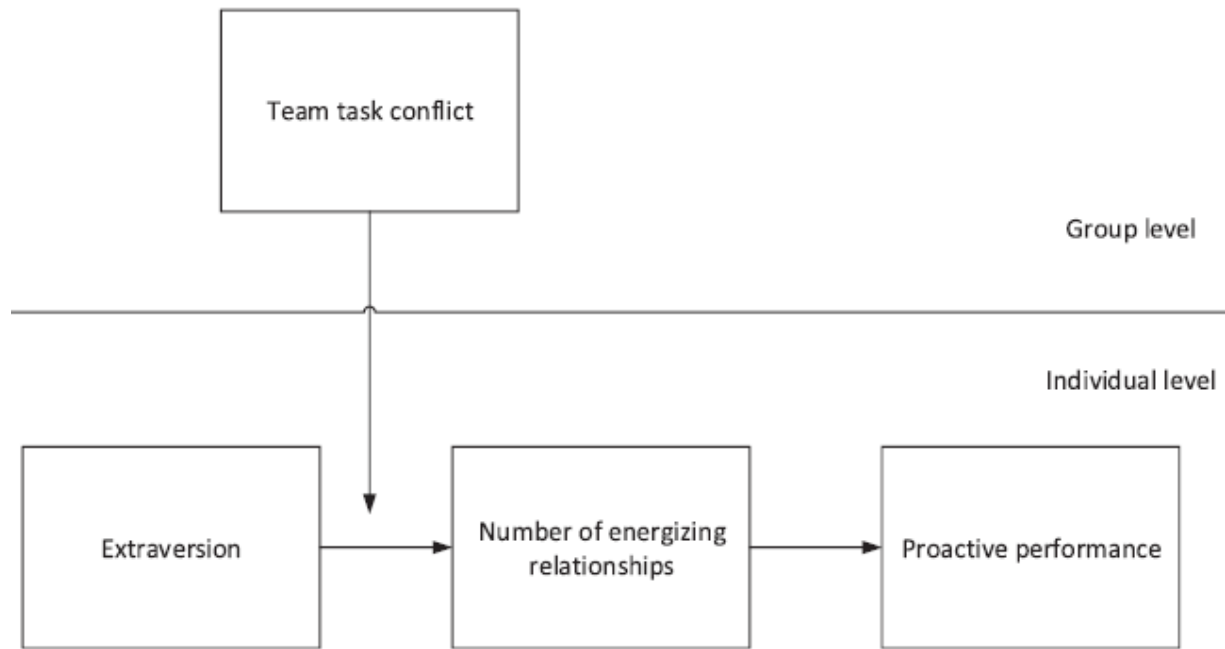 Team task conflict
Group level
Individual level
Extraversion
Number of energizing
relationships
Proactive performance